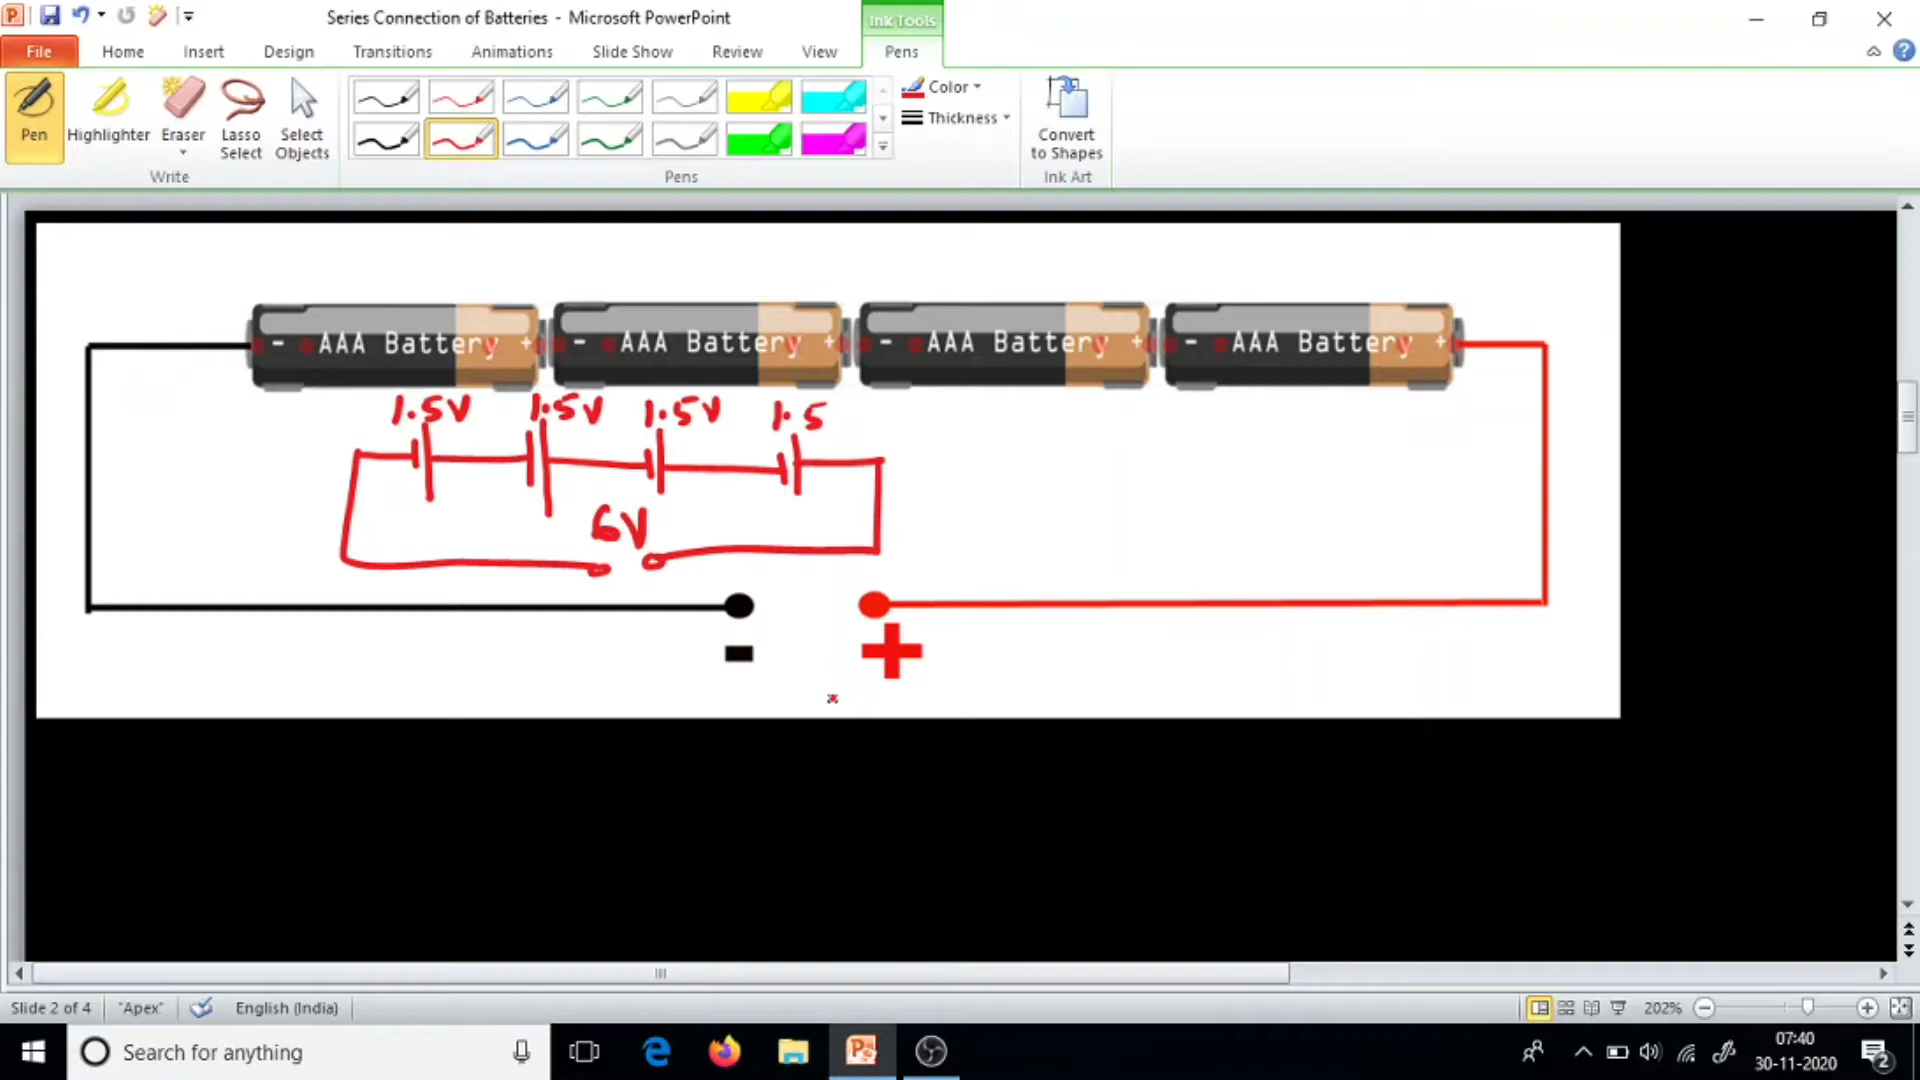 Series Connection of Batteries - Microsoft PowerPoint
Ink Tools
File Home Insert Design Transitions Animations Slide Show Review View Pens
Pen Highlighter Eraser Lasso Select Select Objects
Color
Thickness
Convert to Shapes
Write Pens Ink Art
- AAA Battery + - AAA Battery + - AAA Battery + - AAA Battery +
1.5V 1.5V 1.5V 1.5
6V
- +
Slide 2 of 4 "Apex" English (India) 202%
Search for anything
07:40
30-11-2020
2